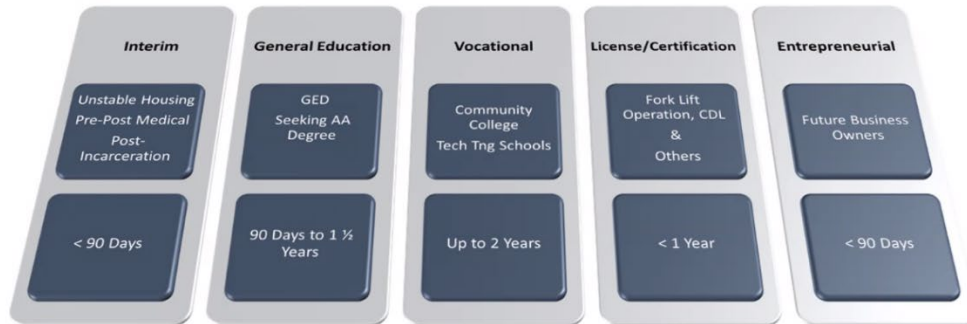 Interim
Unstable Housing
Pre-Post Medical
Post-
Incarceration
< 90 Days
General Education
GED
Seeking AA
Degree
90 Days to 1 ½
Years
Vocational
Community
College
Tech Tng Schools
Up to 2 Years
License/Certification
Fork Lift
Operation, CDL
&
Others
< 1 Year
Entrepreneurial
Future Business
Owners
< 90 Days